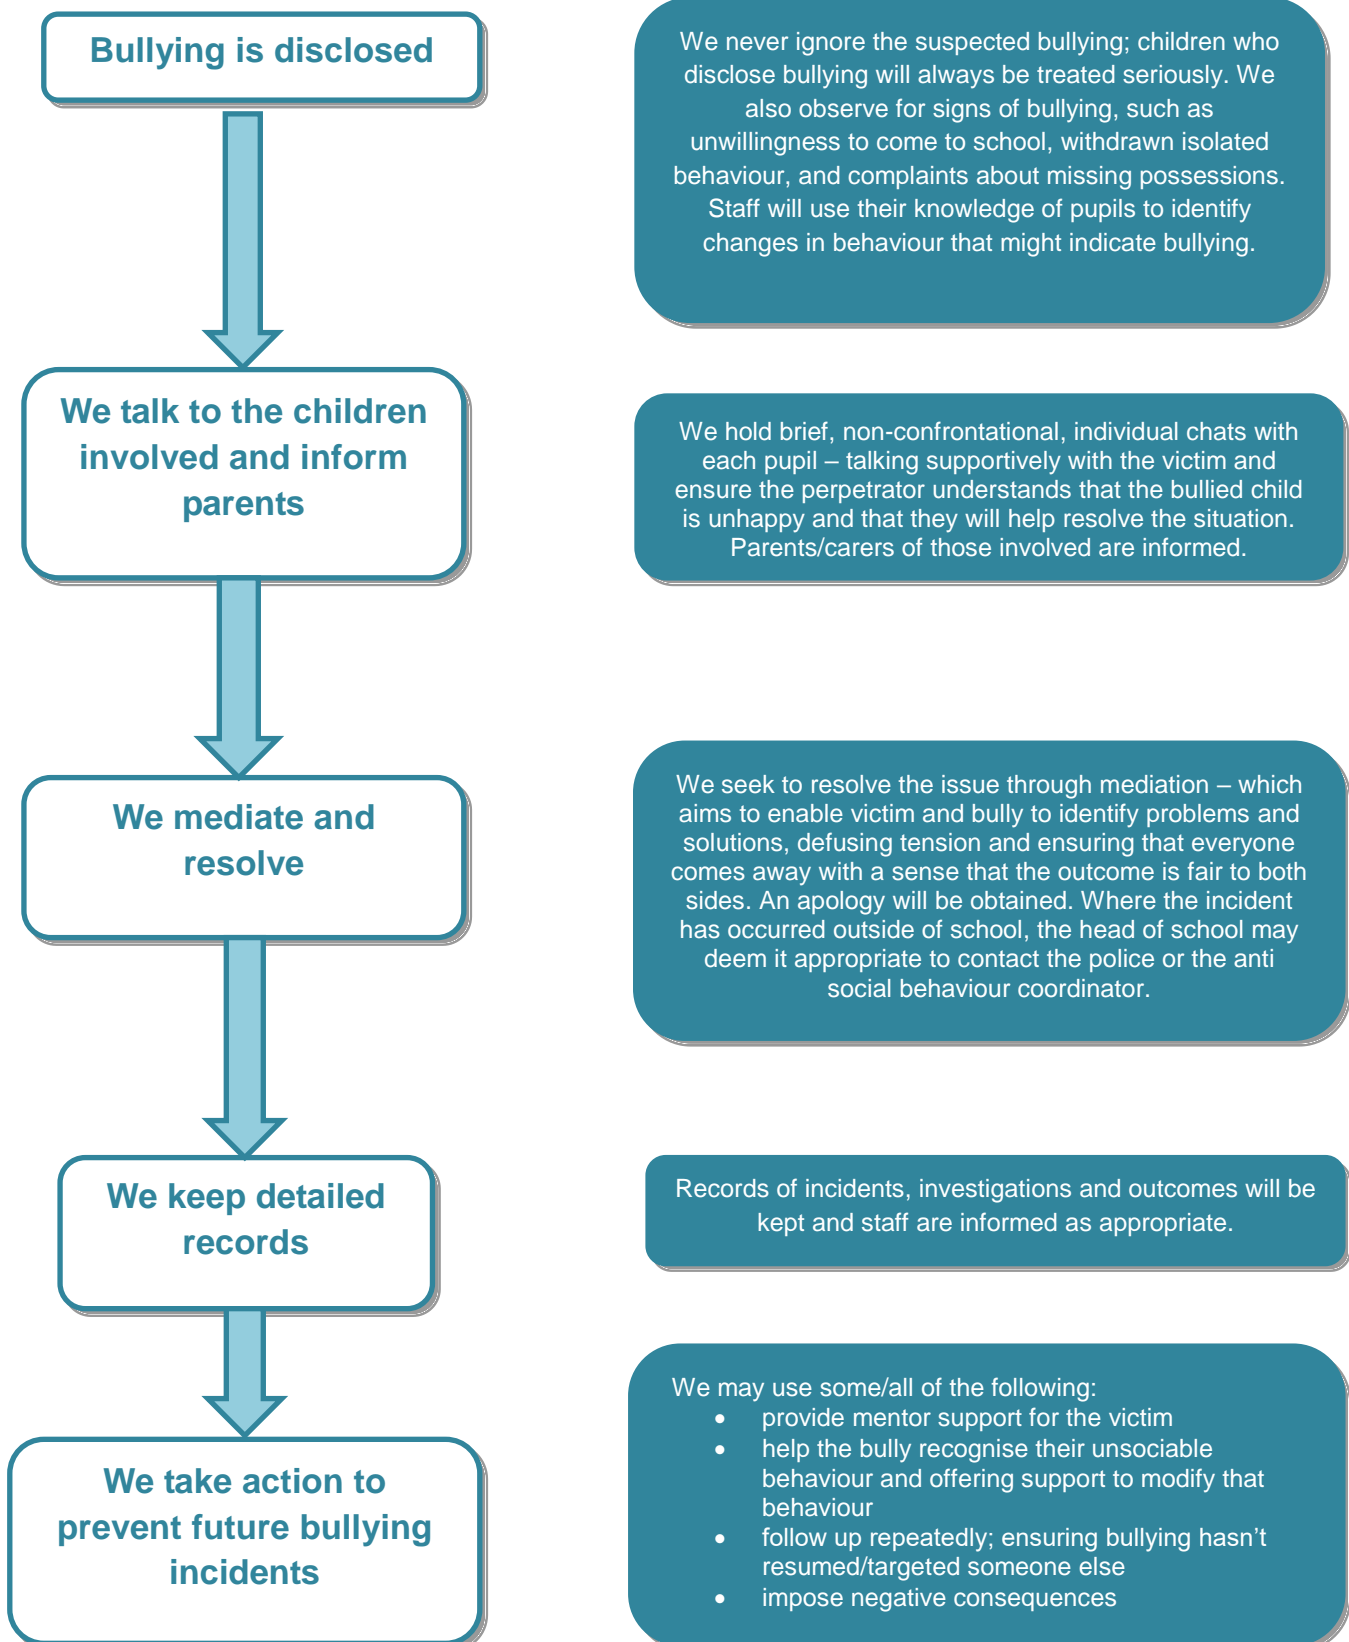 Bullying is disclosed
We never ignore the suspected bullying; children who
disclose bullying will always be treated seriously. We
also observe for signs of bullying, such as
unwillingness to come to school, withdrawn isolated
behaviour, and complaints about missing possessions.
Staff will use their knowledge of pupils to identify
changes in behaviour that might indicate bullying.
We talk to the children
involved and inform
parents
We hold brief, non-confrontational, individual chats with
each pupil – talking supportively with the victim and
ensure the perpetrator understands that the bullied child
is unhappy and that they will help resolve the situation.
Parents/carers of those involved are informed.
We mediate and
resolve
We seek to resolve the issue through mediation – which
aims to enable victim and bully to identify problems and
solutions, defusing tension and ensuring that everyone
comes away with a sense that the outcome is fair to both
sides. An apology will be obtained. Where the incident
has occurred outside of school, the head of school may
deem it appropriate to contact the police or the anti
social behaviour coordinator.
We keep detailed
records
Records of incidents, investigations and outcomes will be
kept and staff are informed as appropriate.
We take action to
prevent future bullying
incidents
We may use some/all of the following:
• provide mentor support for the victim
• help the bully recognise their unsociable
behaviour and offering support to modify that
behaviour
• follow up repeatedly; ensuring bullying hasn’t
resumed/targeted someone else
• impose negative consequences